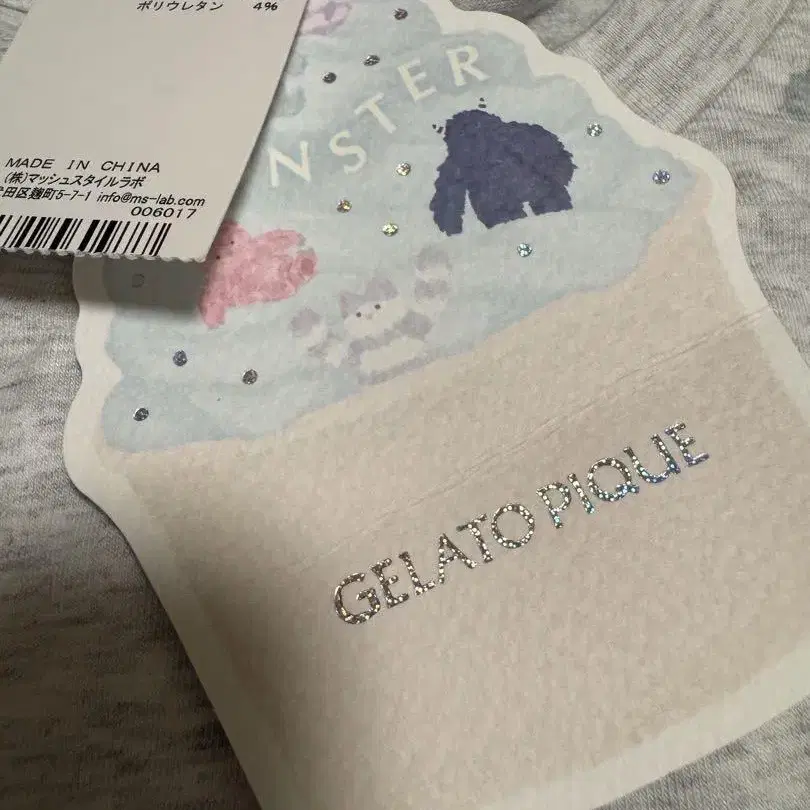 ポリウレタン 4%
MADE IN CHINA
(株)マッシュスタイルラボ
田区麹町5-7-1 info@ms-lab.com
006017
NSTER
GELATO PIQUE